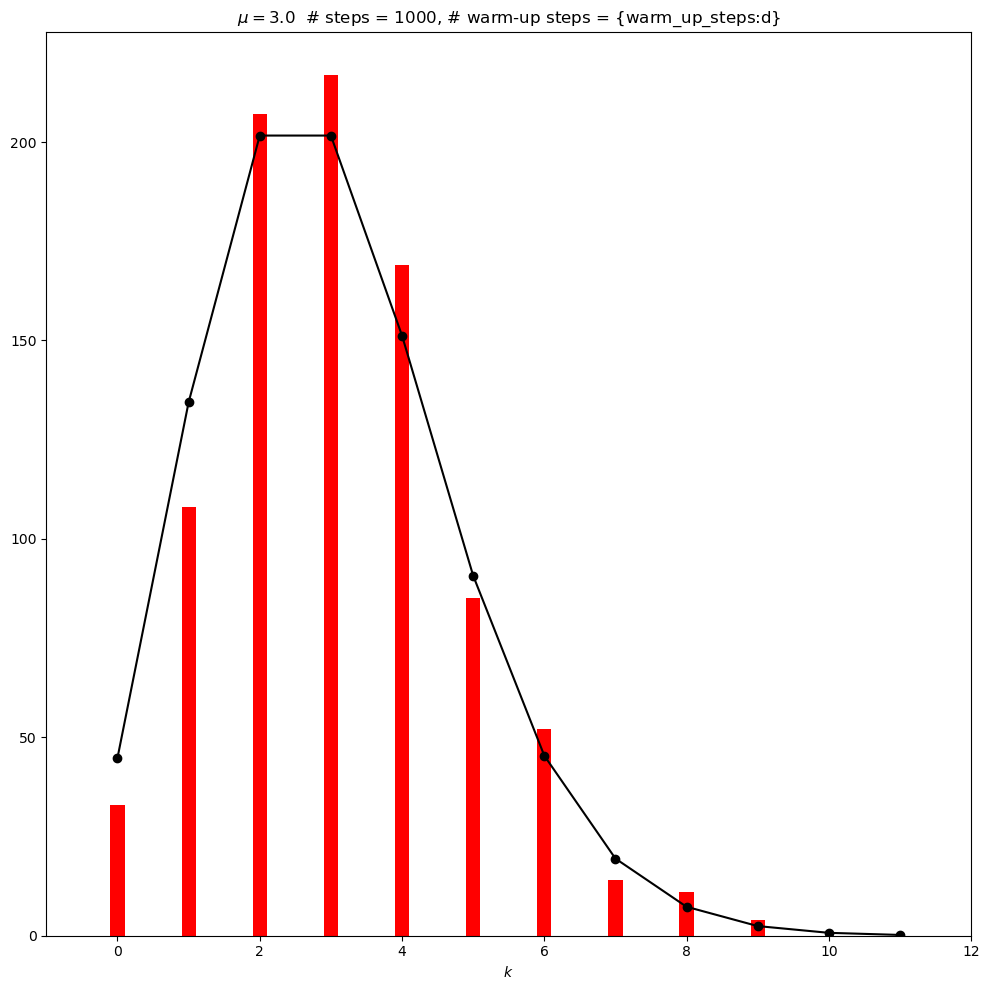 μ = 3.0  # steps = 1000, # warm-up steps = {warm_up_steps:d}
200
150
100
50
0
0 2 4 6 8 10 12
k